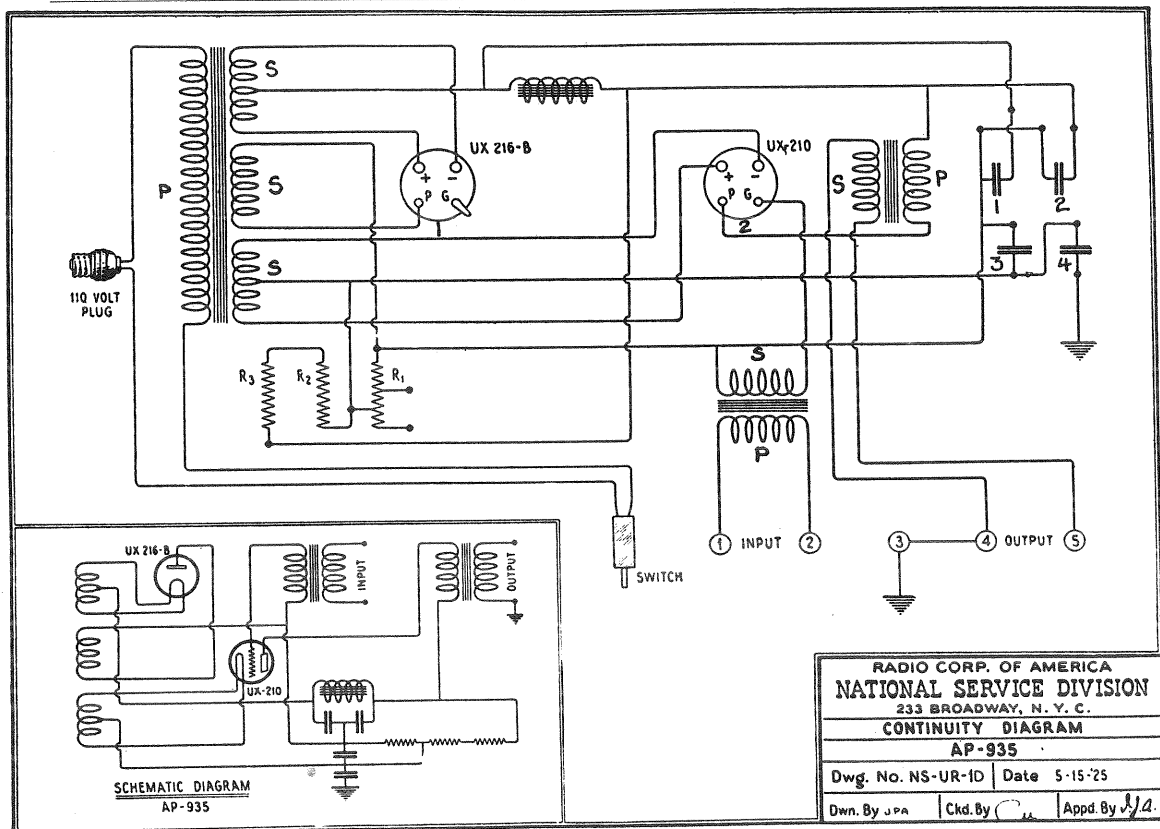 S
UX 216-B
UX-210
+ -
P G
1
+ -
P G
2
P
S
S
P
S
1
2
3
4
110 VOLT
PLUG
R3
R2
R1
S
P
1 INPUT 2
3
4 OUTPUT 5
SWITCH
UX 216-B
INPUT
OUTPUT
UX-210
SCHEMATIC DIAGRAM
AP-935
RADIO CORP. OF AMERICA
NATIONAL SERVICE DIVISION
233 BROADWAY, N. Y. C.
CONTINUITY DIAGRAM
AP-935
Dwg. No. NS-UR-1D Date 5-15-25
Dwn. By JPA Ckd. By Appd. By